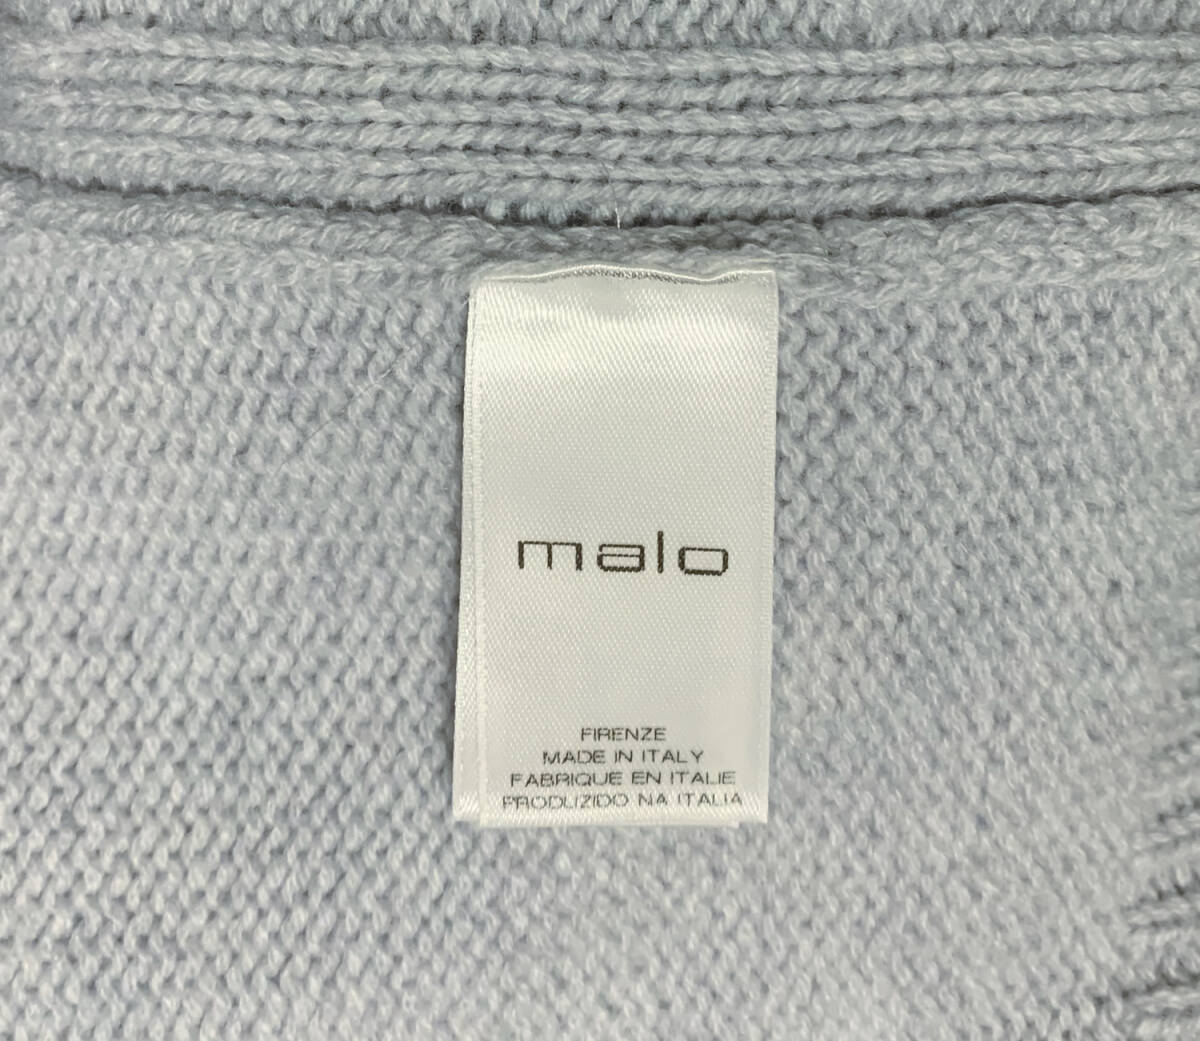 malo
FIRENZE
MADE IN ITALY
FABRIQUE EN ITALIE
PRODUZIDO NA ITALIA